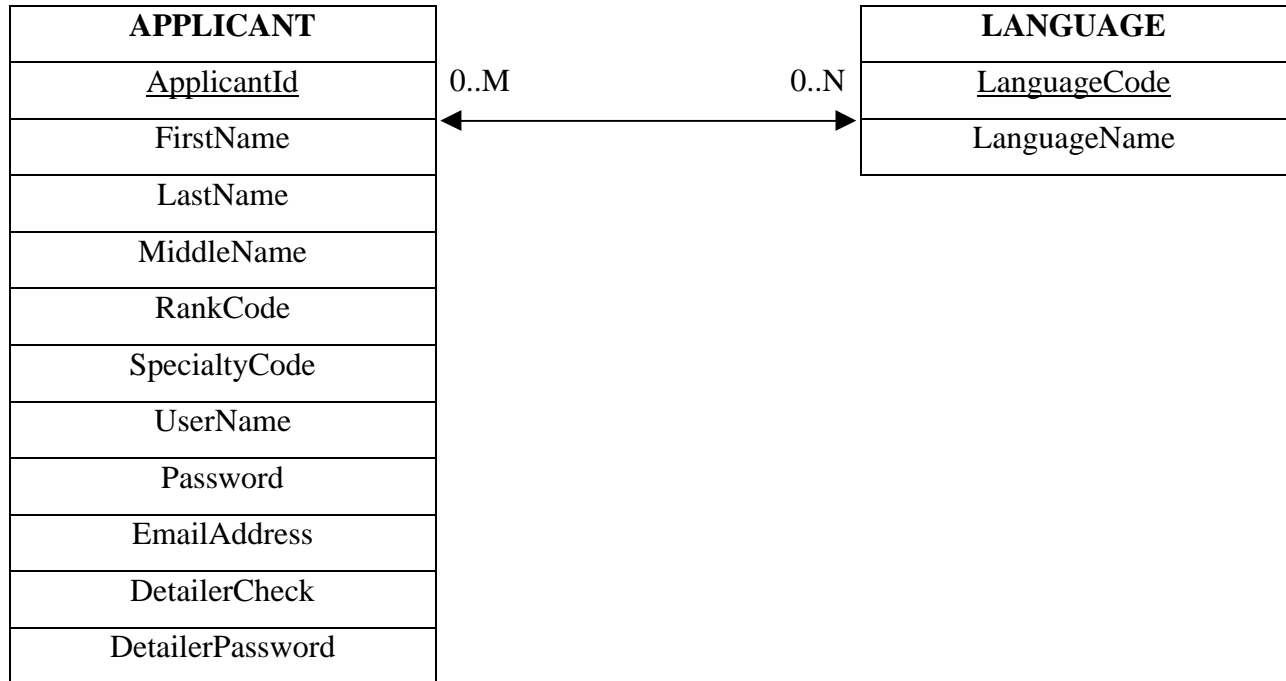 APPLICANT
ApplicantId
FirstName
LastName
MiddleName
RankCode
SpecialtyCode
UserName
Password
EmailAddress
DetailerCheck
DetailerPassword
0..M
0..N
LANGUAGE
LanguageCode
LanguageName